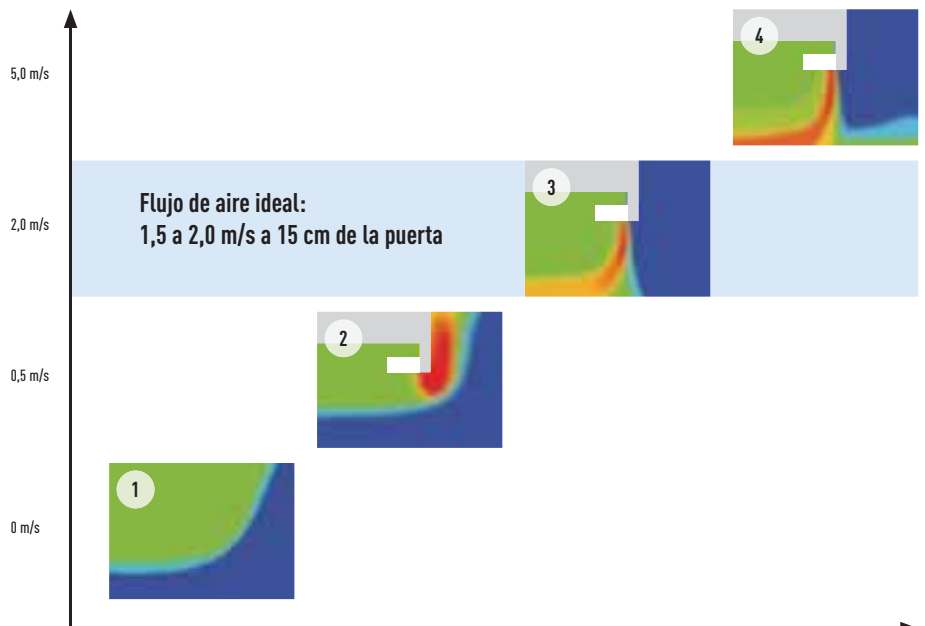 4
5,0 m/s
3
Flujo de aire ideal:
2,0 m/s
1,5 a 2,0 m/s a 15 cm de la puerta
2
0,5 m/s
1
0 m/s